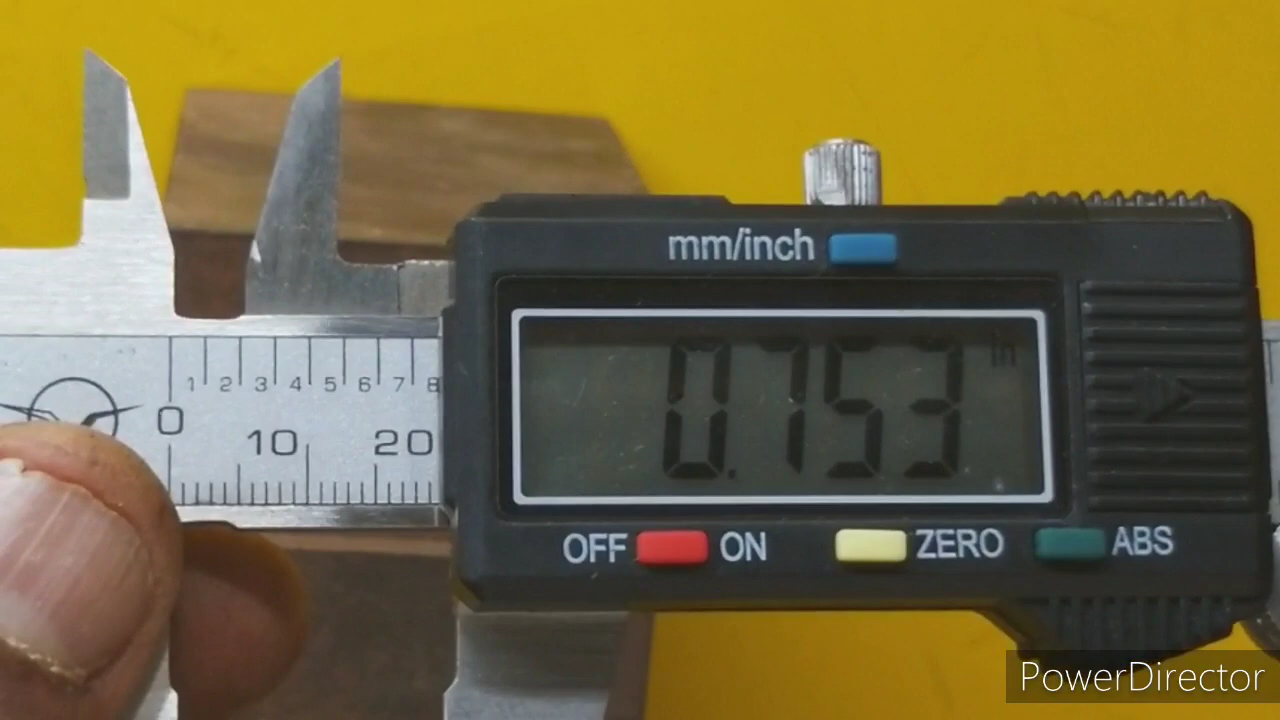 mm/inch
in
0.753
1 2 3 4 5 6 7 8
0
10 20
OFF ON ZERO ABS
PowerDirector